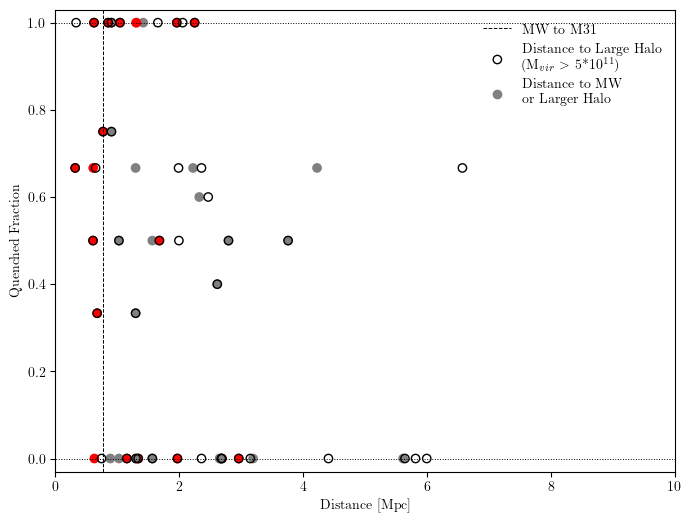 MW to M31
Distance to Large Halo
(M_vir > 5*10^11)
Distance to MW
or Larger Halo
1.0
0.8
0.6
0.4
0.2
0.0
Quenched Fraction
0 2 4 6 8 10
Distance [Mpc]